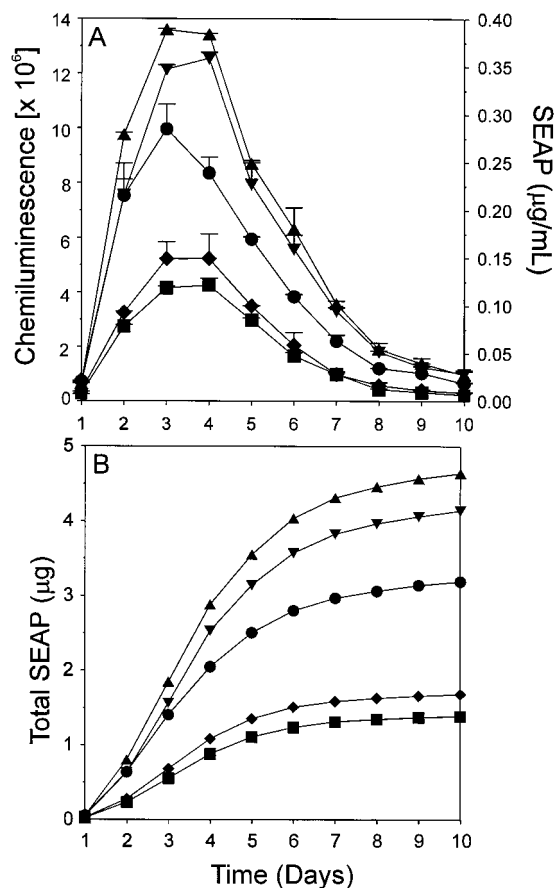 A
Chemiluminescence [x 10⁶]
14
12
10
8
6
4
2
0
SEAP (µg/mL)
0.40
0.35
0.30
0.25
0.20
0.15
0.10
0.05
0.00
1 2 3 4 5 6 7 8 9 10
B
Total SEAP (µg)
5
4
3
2
1
0
1 2 3 4 5 6 7 8 9 10
Time (Days)